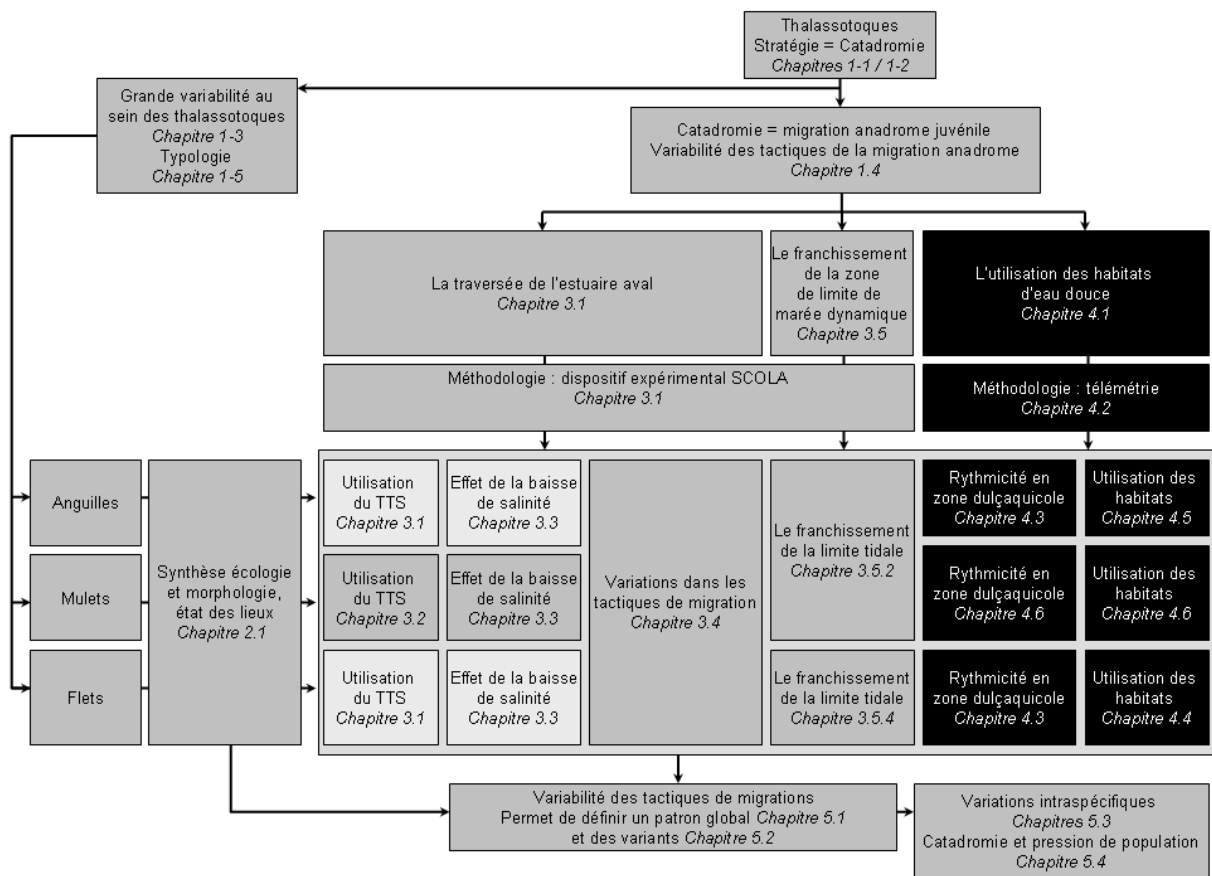 Thalassotoques
Stratégie = Catadromie
Chapitres 1-1 / 1-2
Grande variabilité au
sein des thalassotoques
Chapitre 1-3
Typologie
Chapitre 1-5
Catadromie = migration anadrome juvénile
Variabilité des tactiques de la migration anadrome
Chapitre 1.4
La traversée de l'estuaire aval
Chapitre 3.1
Le franchissement
de la zone
de limite de
marée dynamique
Chapitre 3.5
L'utilisation des habitats
d'eau douce
Chapitre 4.1
Méthodologie : dispositif expérimental SCOLA
Chapitre 3.1
Méthodologie : télémétrie
Chapitre 4.2
Anguilles
Mulets
Flets
Synthèse écologie
et morphologie,
état des lieux
Chapitre 2.1
Utilisation
du TTS
Chapitre 3.1
Effet de la baisse
de salinité
Chapitre 3.3
Utilisation
du TTS
Chapitre 3.2
Effet de la baisse
de salinité
Chapitre 3.3
Utilisation
du TTS
Chapitre 3.1
Effet de la baisse
de salinité
Chapitre 3.3
Variations dans les
tactiques de migration
Chapitre 3.4
Le franchissement
de la limite tidale
Chapitre 3.5.2
Le franchissement
de la limite tidale
Chapitre 3.5.4
Rythmicité en
zone dulçaquicole
Chapitre 4.3
Utilisation des
habitats
Chapitre 4.5
Rythmicité en
zone dulçaquicole
Chapitre 4.6
Utilisation des
habitats
Chapitre 4.6
Rythmicité en
zone dulçaquicole
Chapitre 4.3
Utilisation des
habitats
Chapitre 4.4
Variabilité des tactiques de migrations
Permet de définir un patron global Chapitre 5.1
et des variants Chapitre 5.2
Variations intraspécifiques
Chapitres 5.3
Catadromie et pression de population
Chapitre 5.4